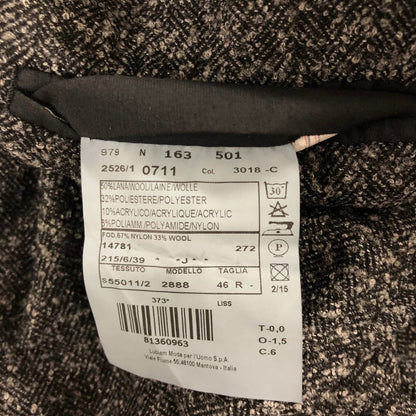 979 N 163 501
2526/1 0711 Col. 3018 -C
50%LANA/WOOL/LAINE/WOLLE
32%POLIESTERE/POLYESTER
10%ACRYLICO/ACRYLIQUE/ACRYLIC
8%POLIAMM./POLYAMIDE/NYLON
FOD.67% NYLON 33% WOOL
14781 272
215/6/39 -J-
TESSUTO MODELLO TAGLIA
S55011/2 2888 46 R -
373* LISS
81360963
Lubiam Moda per l'Uomo S.p.A
Viale Fiume 55,46100 Mantova - Italia
30°
P
2/15
T-0,0
O-1,5
C.6